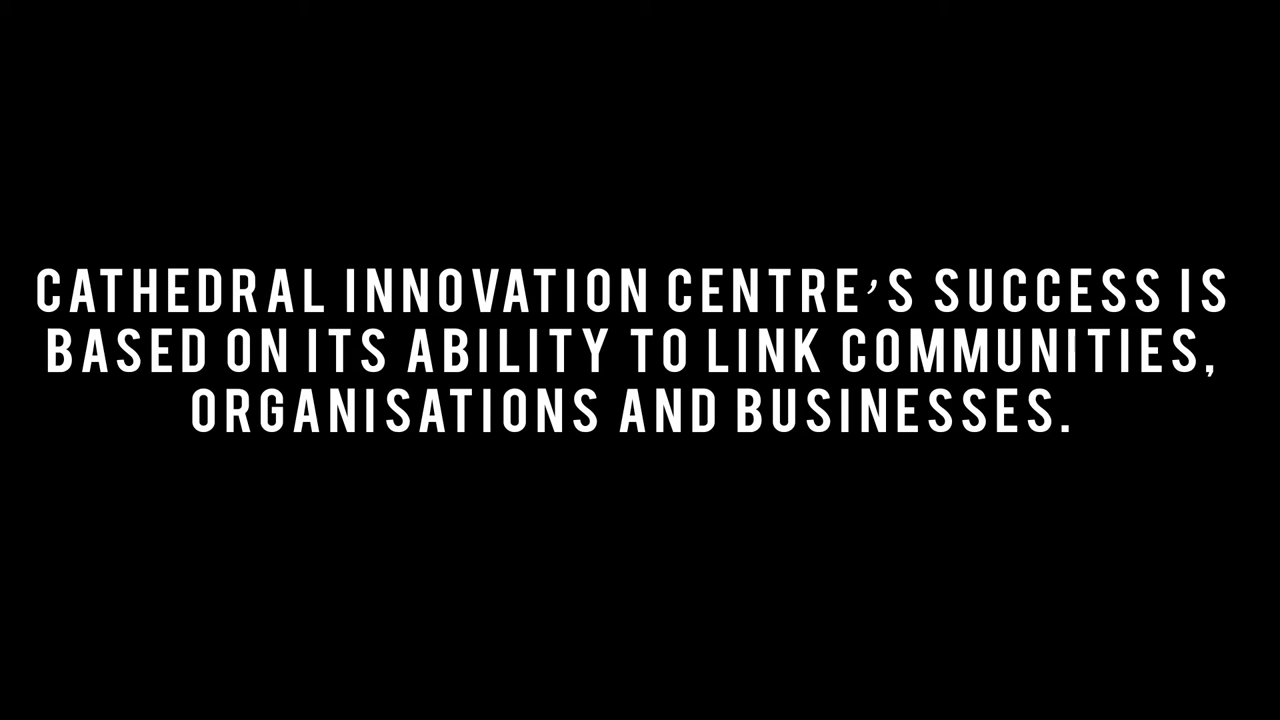 CATHEDRAL INNOVATION CENTRE'S SUCCESS IS
BASED ON ITS ABILITY TO LINK COMMUNITIES,
ORGANISATIONS AND BUSINESSES.